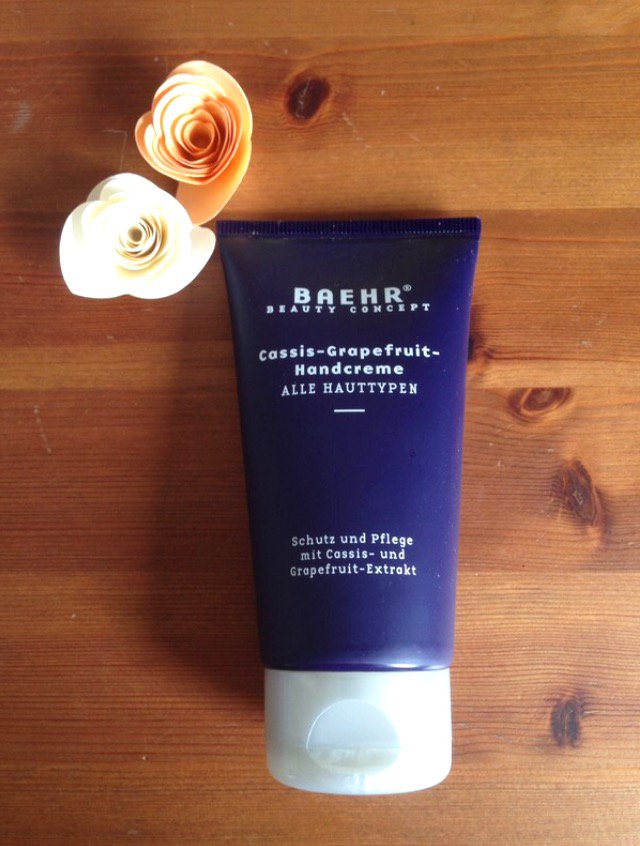 BAEHR®
BEAUTY CONCEPT
Cassis-Grapefruit-
Handcreme
ALLE HAUTTYPEN
Schutz und Pflege
mit Cassis- und
Grapefruit-Extrakt